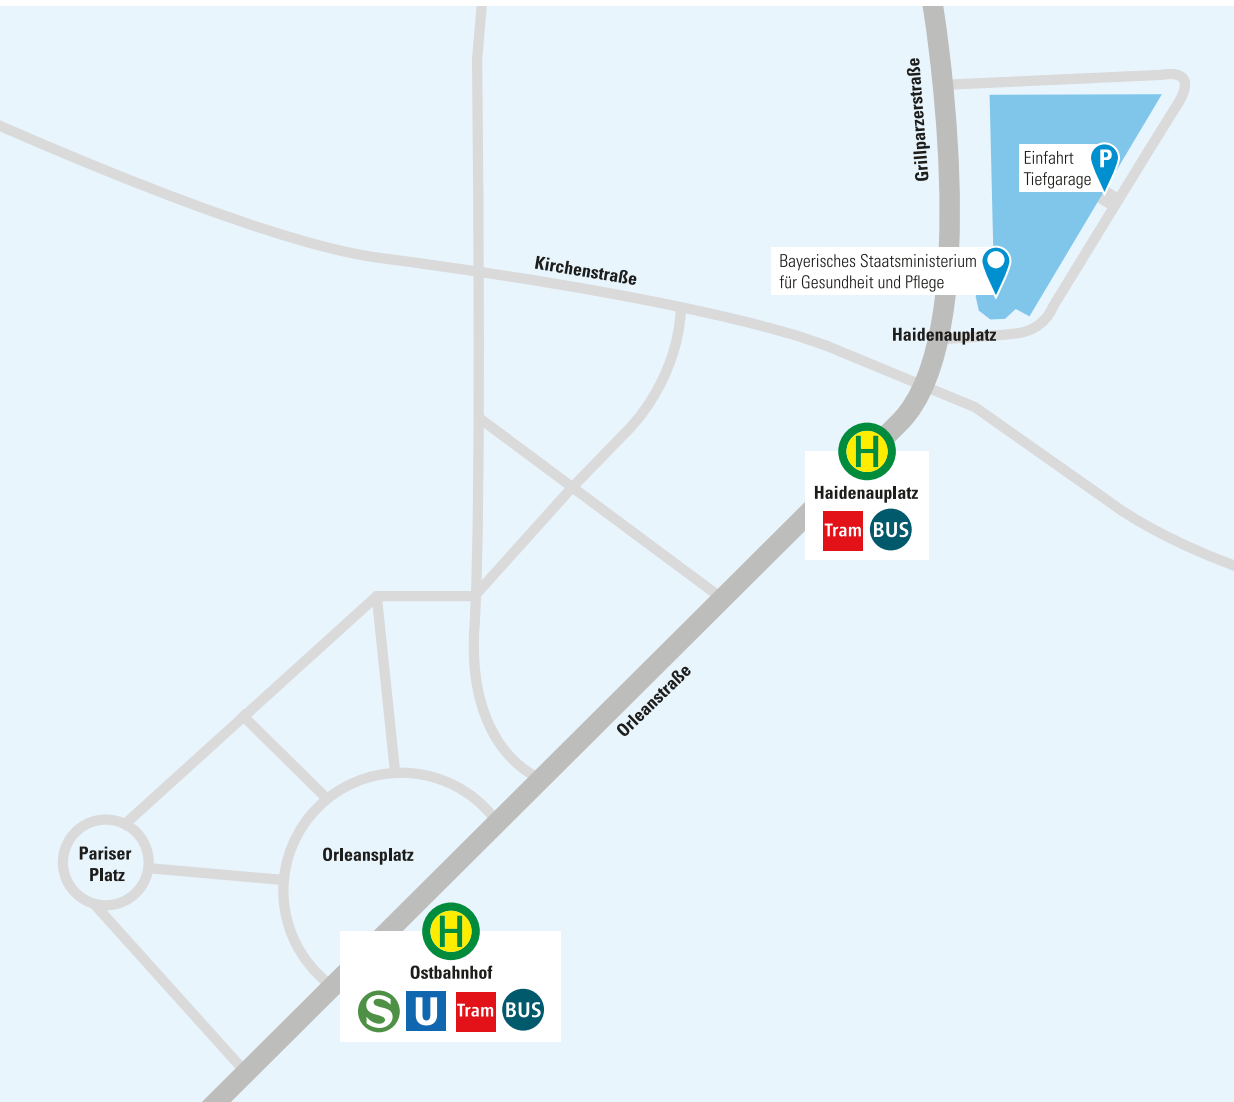 Grillparzerstraße
P
Einfahrt
Tiefgarage
Kirchenstraße
Bayerisches Staatsministerium
für Gesundheit und Pflege
Haidenauplatz
H
Haidenauplatz
Tram BUS
Orleanstraße
Pariser
Platz
Orleansplatz
H
Ostbahnhof
S U Tram BUS